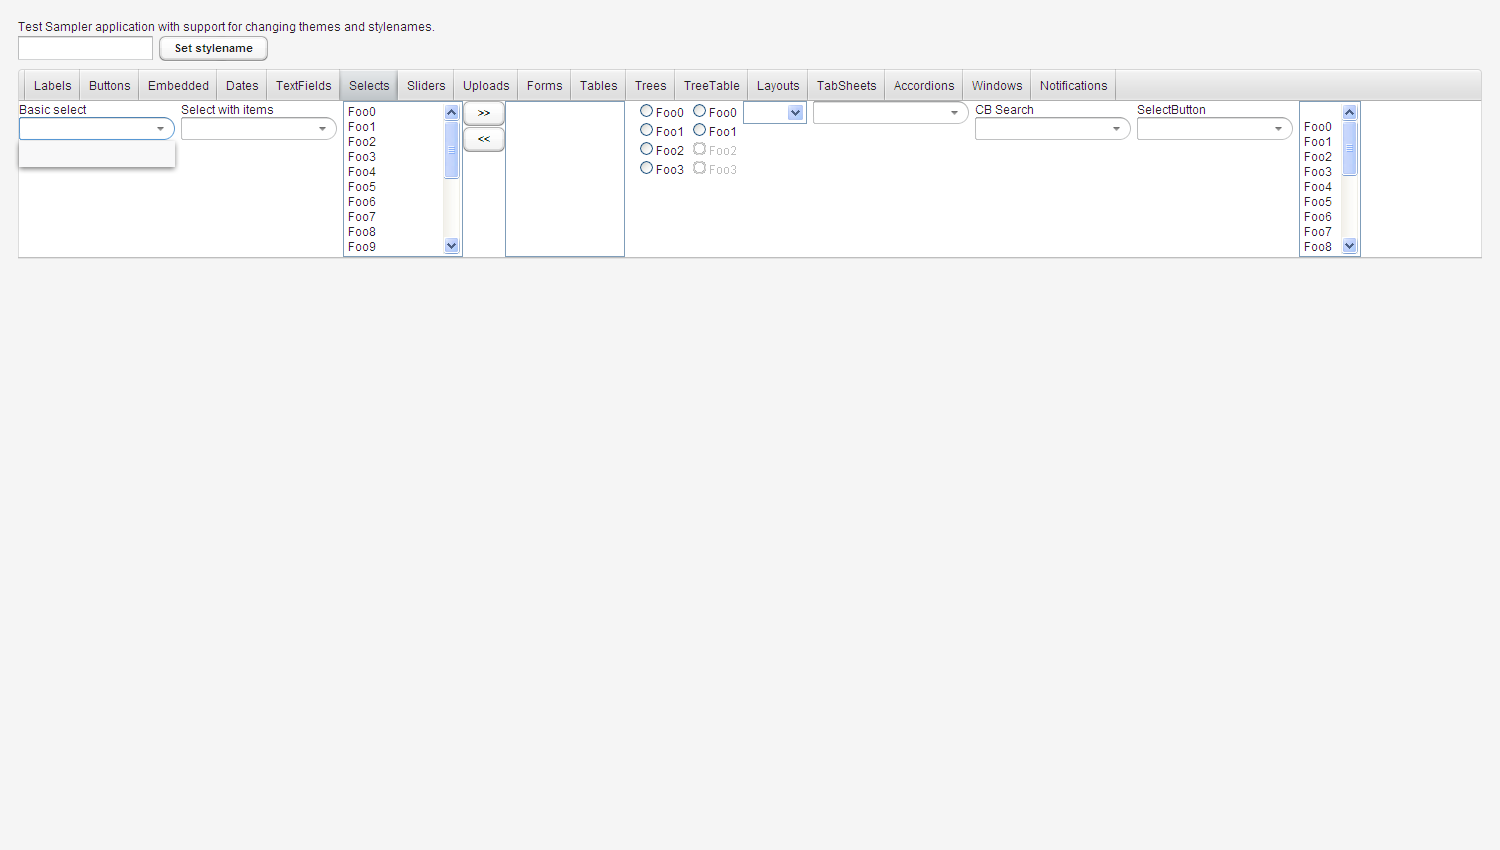 Test Sampler application with support for changing themes and stylenames.
Set stylename
Labels Buttons Embedded Dates TextFields Selects Sliders Uploads Forms Tables Trees TreeTable Layouts TabSheets Accordions Windows Notifications
Basic select
Select with items
Foo0
Foo1
Foo2
Foo3
Foo4
Foo5
Foo6
Foo7
Foo8
Foo9
>>
<<
Foo0
Foo1
Foo2
Foo3
Foo0
Foo1
Foo2
Foo3
CB Search
SelectButton
Foo0
Foo1
Foo2
Foo3
Foo4
Foo5
Foo6
Foo7
Foo8